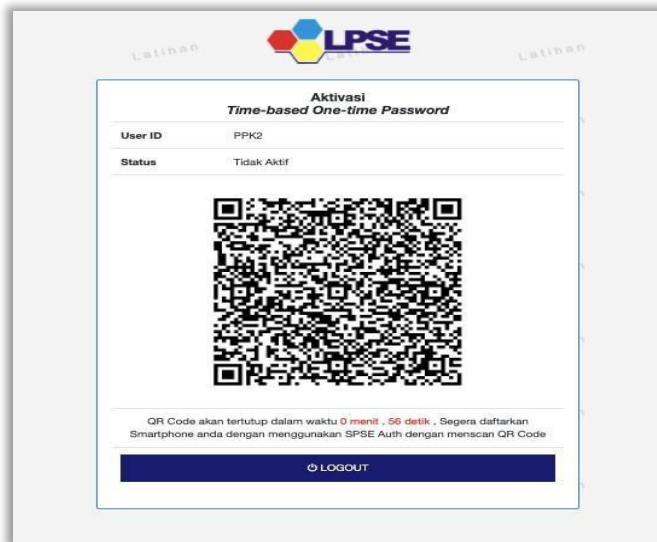 LPSE
Latihan
Latihan
Aktivasi
Time-based One-time Password
User ID PPK2
Status Tidak Aktif
QR Code akan tertutup dalam waktu 0 menit , 56 detik , Segera daftarkan
Smartphone anda dengan menggunakan SPSE Auth dengan menscan QR Code
LOGOUT